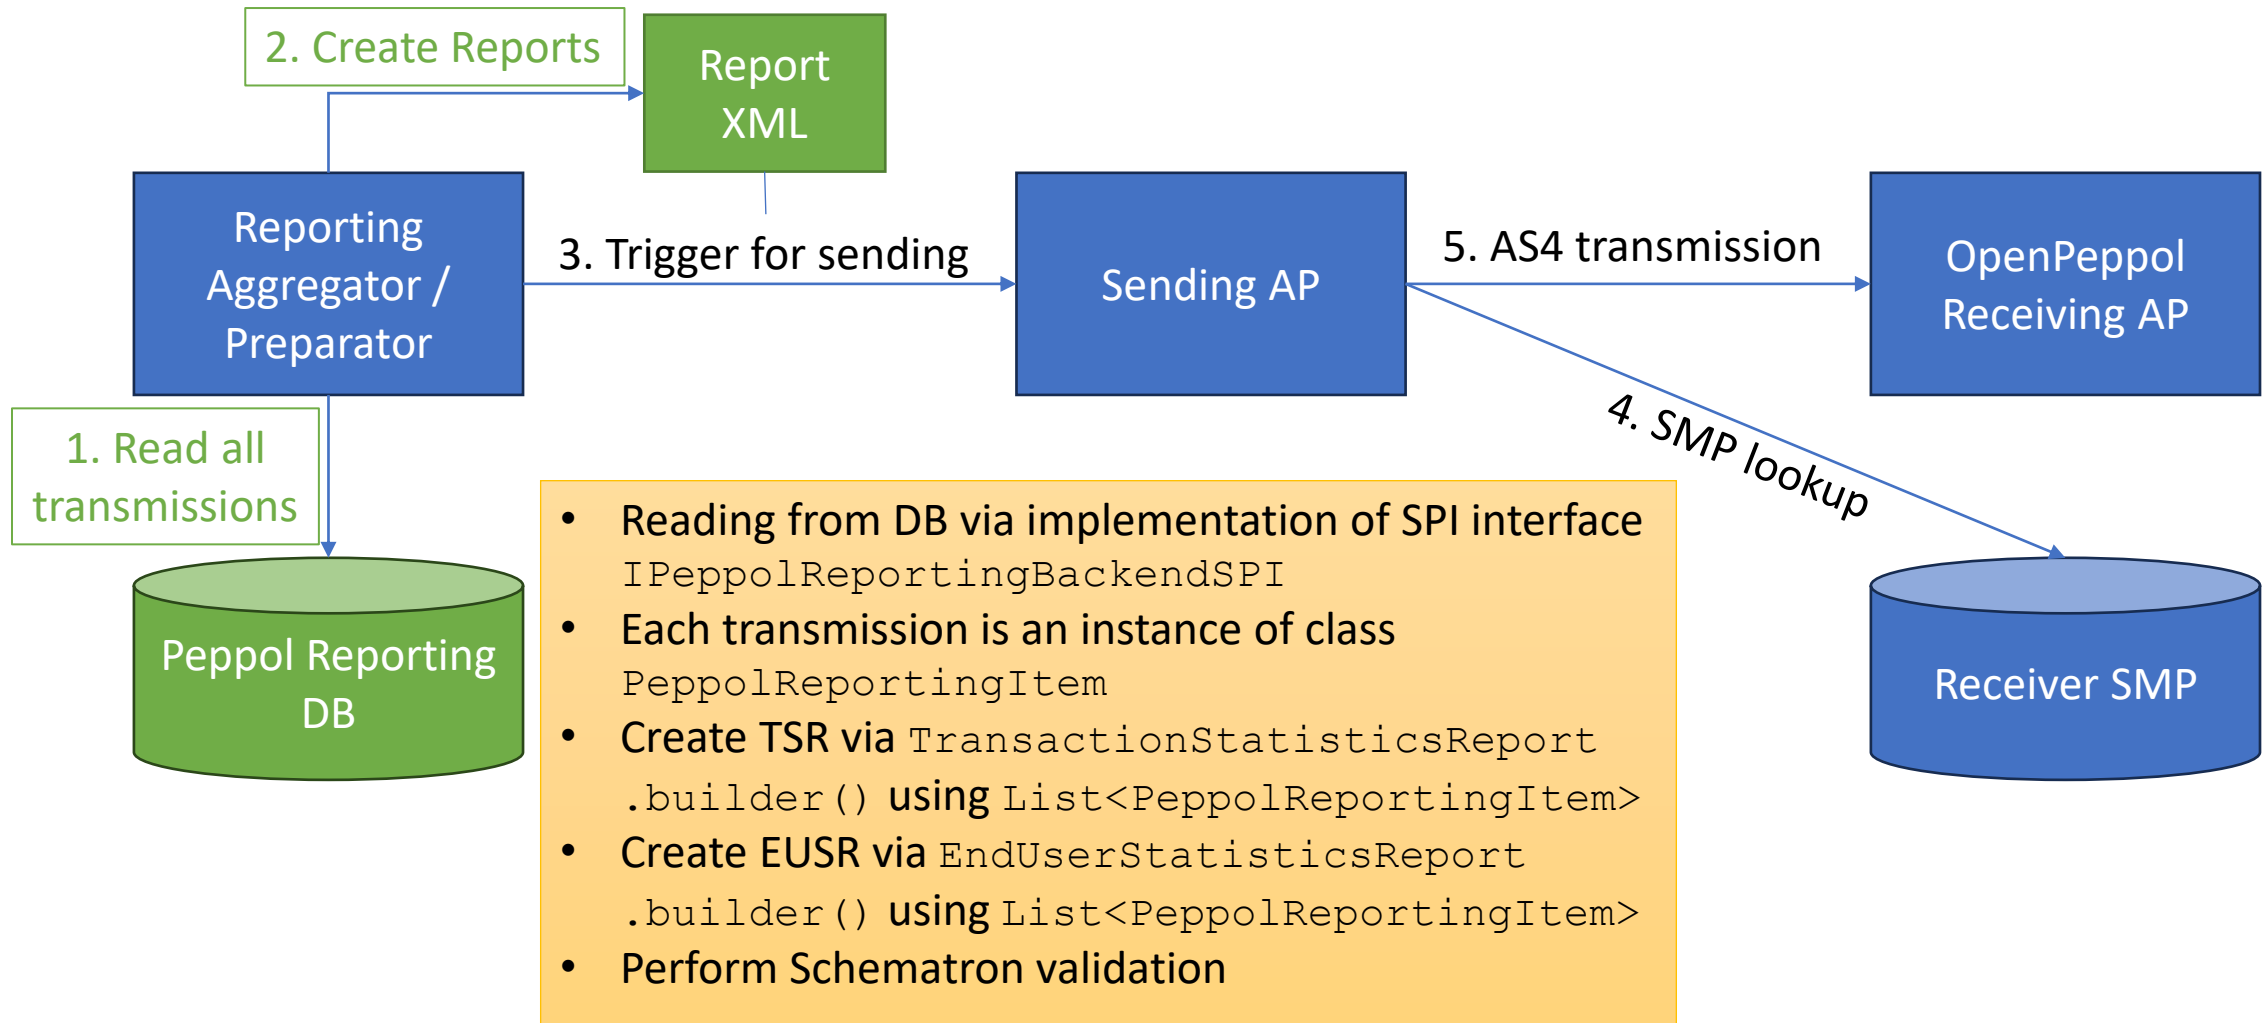 2. Create Reports
Report
XML
Reporting
Aggregator /
Preparator
3. Trigger for sending
Sending AP
5. AS4 transmission
OpenPeppol
Receiving AP
4. SMP lookup
1. Read all
transmissions
Peppol Reporting
DB
• Reading from DB via implementation of SPI interface
IPeppolReportingBackendSPI
• Each transmission is an instance of class
PeppolReportingItem
• Create TSR via TransactionStatisticsReport
.builder() using List<PeppolReportingItem>
• Create EUSR via EndUserStatisticsReport
.builder() using List<PeppolReportingItem>
• Perform Schematron validation
Receiver SMP